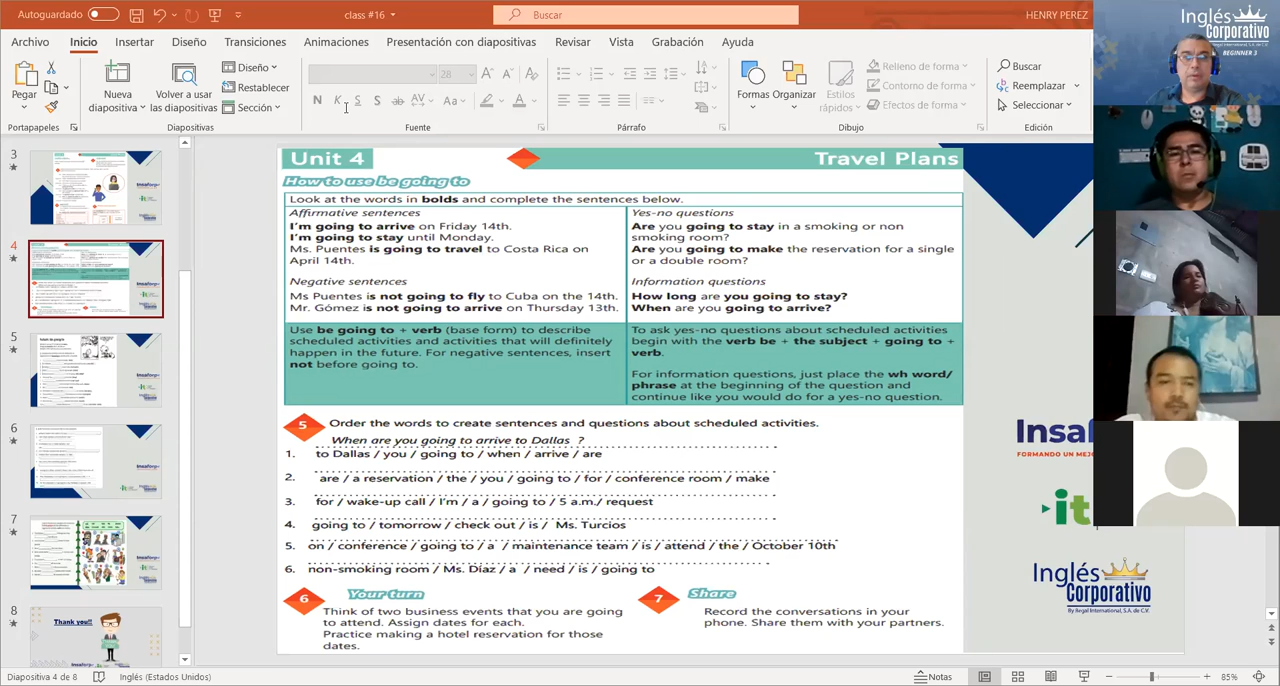 Autoguardado
class #16
Buscar
HENRY PEREZ
Archivo
Inicio
Insertar
Diseño
Transiciones
Animaciones
Presentación con diapositivas
Revisar
Vista
Grabación
Ayuda
Pegar
Nueva diapositiva
Volver a usar las diapositivas
Diseño
Restablecer
Sección
28
N K S S ab AV Aa A
Formas
Organizar
Estilos rápidos
Relleno de forma
Contorno de forma
Efectos de forma
Buscar
Reemplazar
Seleccionar
Portapapeles
Diapositivas
Fuente
Párrafo
Dibujo
Edición
Inglés
Corporativo
By Regal International, S.A. de C.V.
BEGINNER 3
3
4
5
6
7
8
Thank you!!
Unit 4
Travel Plans
How to use be going to
Look at the words in bolds and complete the sentences below.
Affirmative sentences
I'm going to arrive on Friday 14th.
I'm going to stay until Monday.
Ms. Puentes is going to travel to Costa Rica on
April 14th.
Negative sentences
Ms Puentes is not going to fly to Cuba on the 14th.
Mr. Gómez is not going to arrive on Thursday 13th.
Yes-no questions
Are you going to stay in a smoking or non
smoking room?
Are you going to make the reservation for a single
or a double room?
Information questions
How long are you going to stay?
When are you going to arrive?
Use be going to + verb (base form) to describe
scheduled activities and activities that will definitely
happen in the future. For negative sentences, insert
not before going to.
To ask yes-no questions about scheduled activities
begin with the verb be + the subject + going to +
verb.
For information questions, just place the wh word/
phrase at the beginning of the question and
continue like you would do for a yes-no question.
5 Order the words to create sentences and questions about scheduled activities.
When are you going to arrive to Dallas ?
1. to Dallas / you / going to / when / arrive / are
2. are / a reservation / the / you / going to / for / conference room / make
3. for / wake-up call / I'm / a / going to / 5 a.m./ request
4. going to / tomorrow / check out / is / Ms. Turcios
5. on / conference / going to / / maintenance team / is / attend / the / October 10th
6. non-smoking room / Ms. Diaz / a / need / is / going to
6 Your turn
Think of two business events that you are going
to attend. Assign dates for each.
Practice making a hotel reservation for those
dates.
7 Share
Record the conversations in your
phone. Share them with your partners.
Insaf
FORMANDO UN MEJ
it
Inglés
Corporativo
By Regal International, S.A. de C.V.
Diapositiva 4 de 8
Inglés (Estados Unidos)
Notas
85%